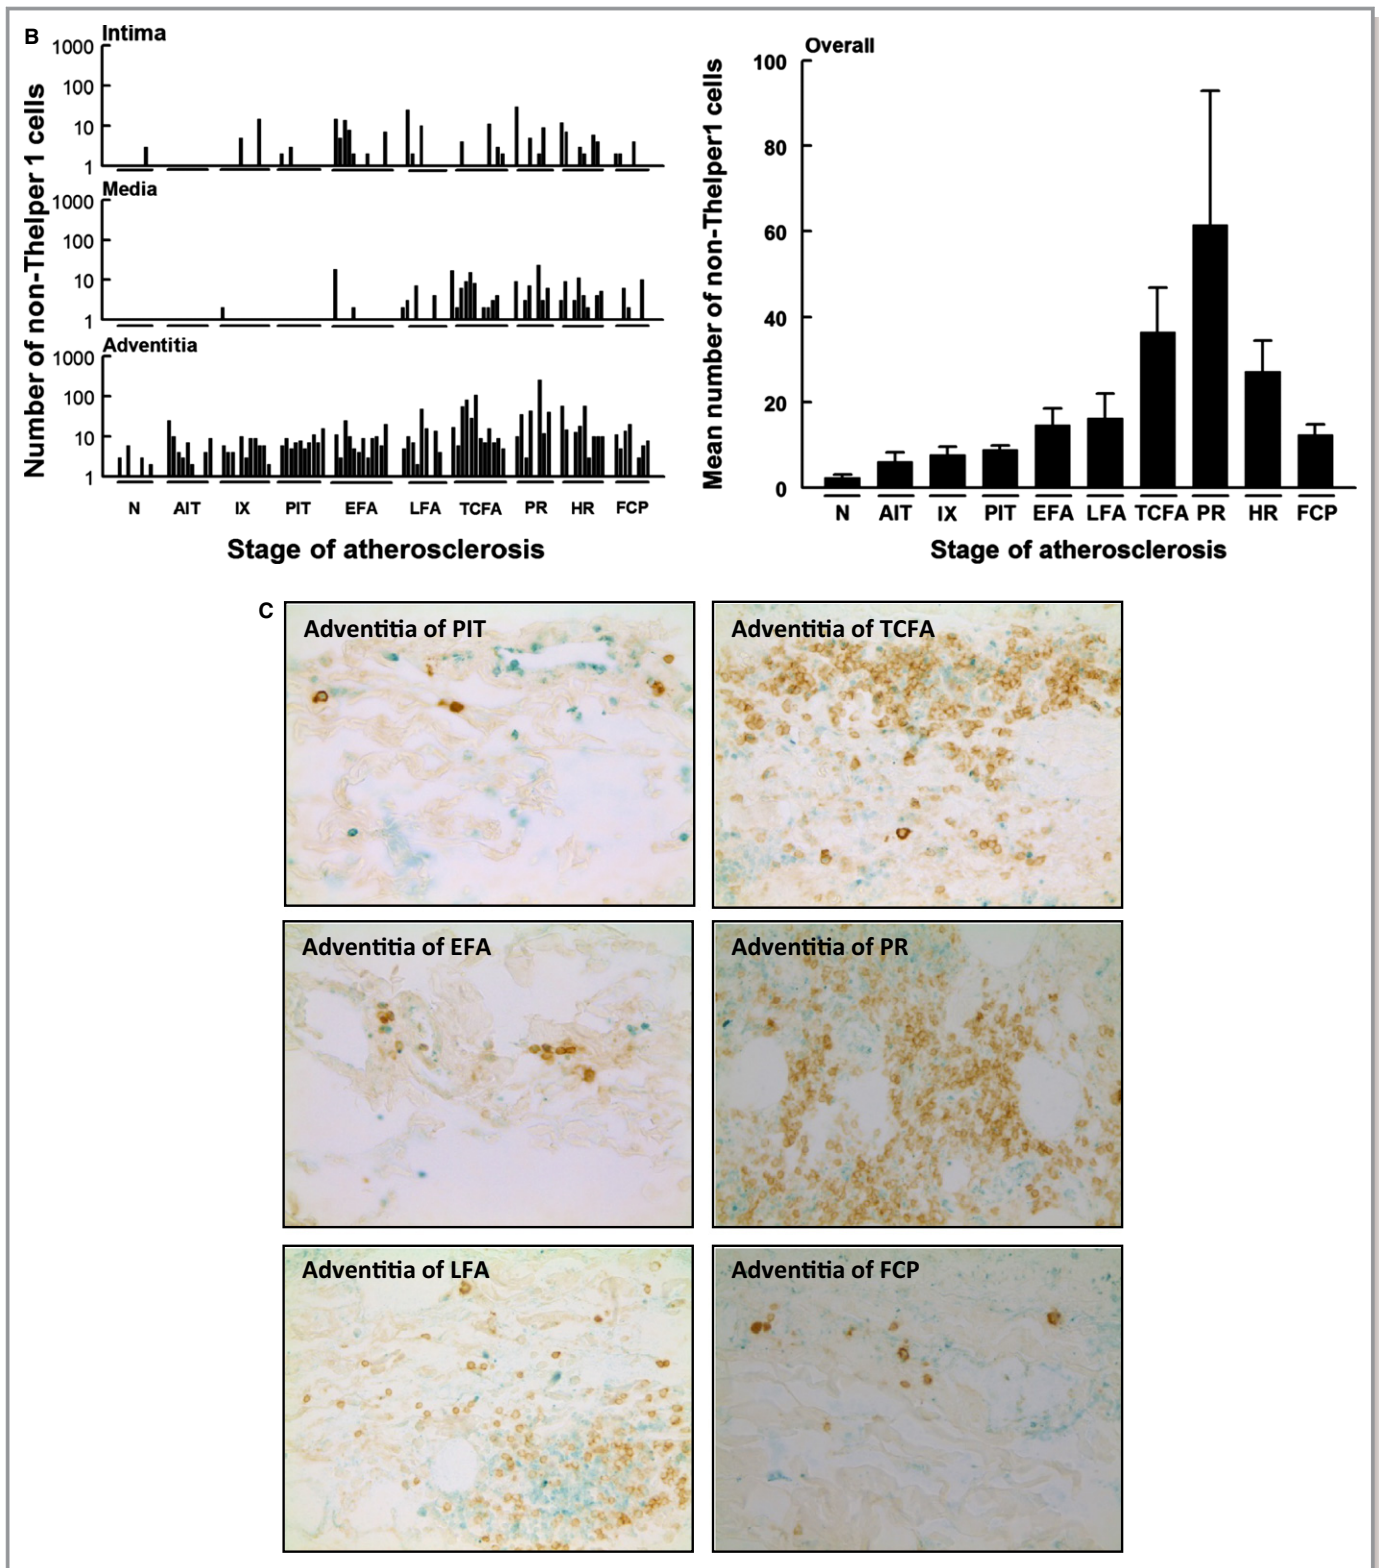 B
Intima
1000
100
10
1
Media
1000
100
10
1
Adventitia
1000
100
10
1
Number of non-Thelper 1 cells
N AIT IX PIT EFA LFA TCFA PR HR FCP
Stage of atherosclerosis
Overall
100
80
60
40
20
0
Mean number of non-Thelper1 cells
N AIT IX PIT EFA LFA TCFA PR HR FCP
Stage of atherosclerosis
C
Adventitia of PIT
Adventitia of TCFA
Adventitia of EFA
Adventitia of PR
Adventitia of LFA
Adventitia of FCP